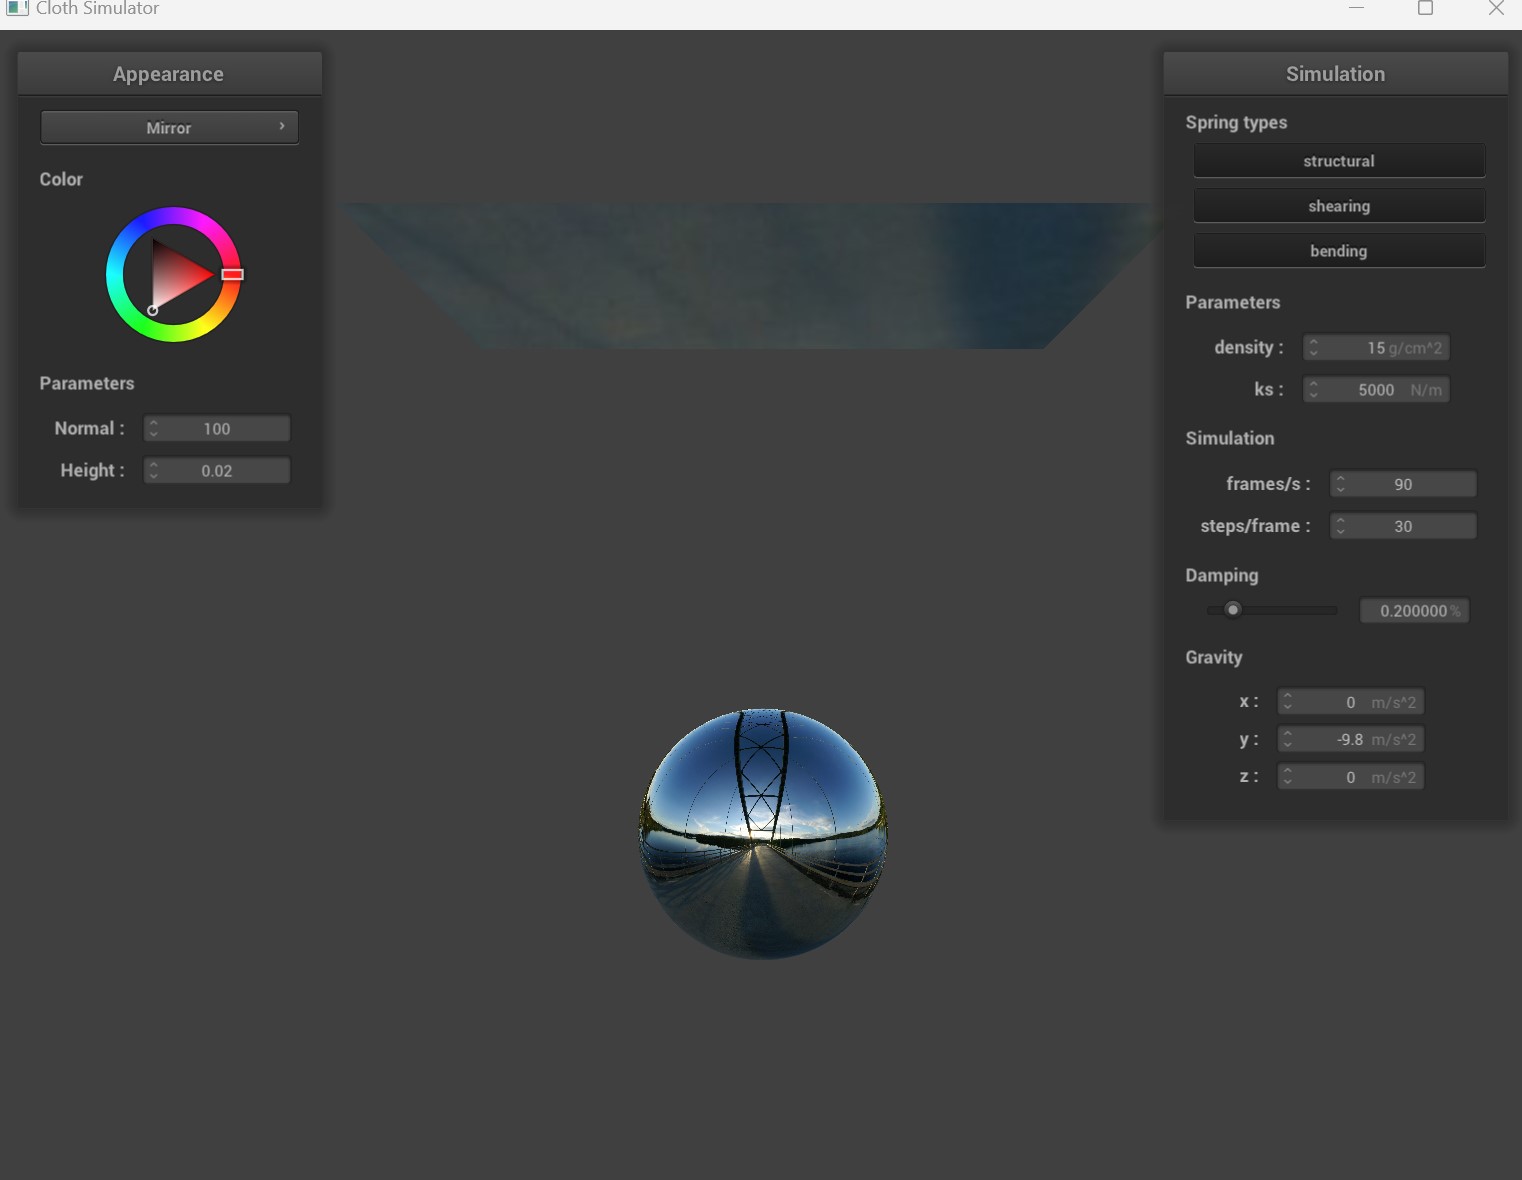 Cloth Simulator
Appearance
Mirror
Color
Parameters
Normal : 100
Height : 0.02
Simulation
Spring types
structural
shearing
bending
Parameters
density : 15 g/cm^2
ks : 5000 N/m
Simulation
frames/s : 90
steps/frame : 30
Damping
0.200000 %
Gravity
x : 0 m/s^2
y : -9.8 m/s^2
z : 0 m/s^2